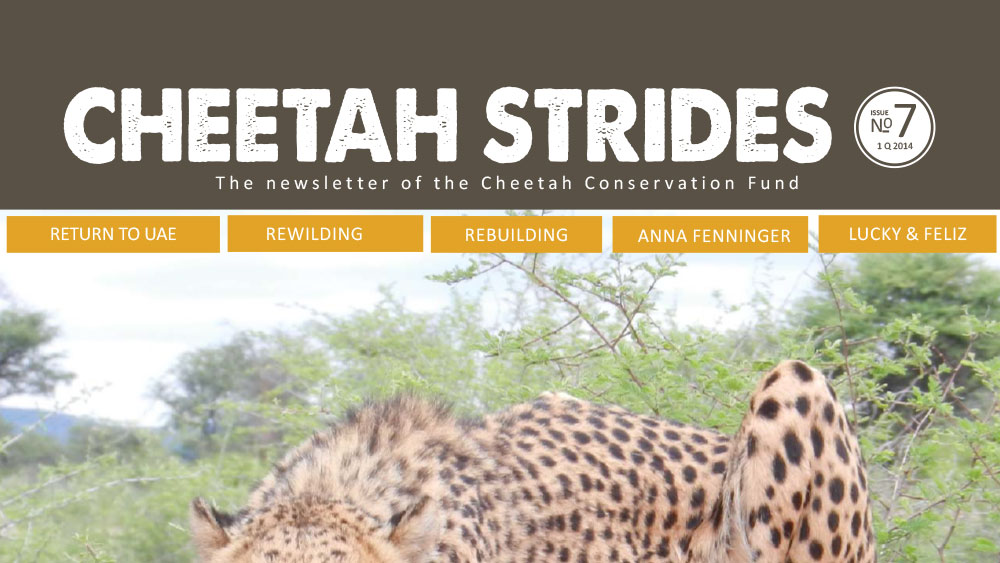 CHEETAH STRIDES
ISSUE
No 7
1 Q 2014
The newsletter of the Cheetah Conservation Fund
RETURN TO UAE
REWILDING
REBUILDING
ANNA FENNINGER
LUCKY & FELIZ